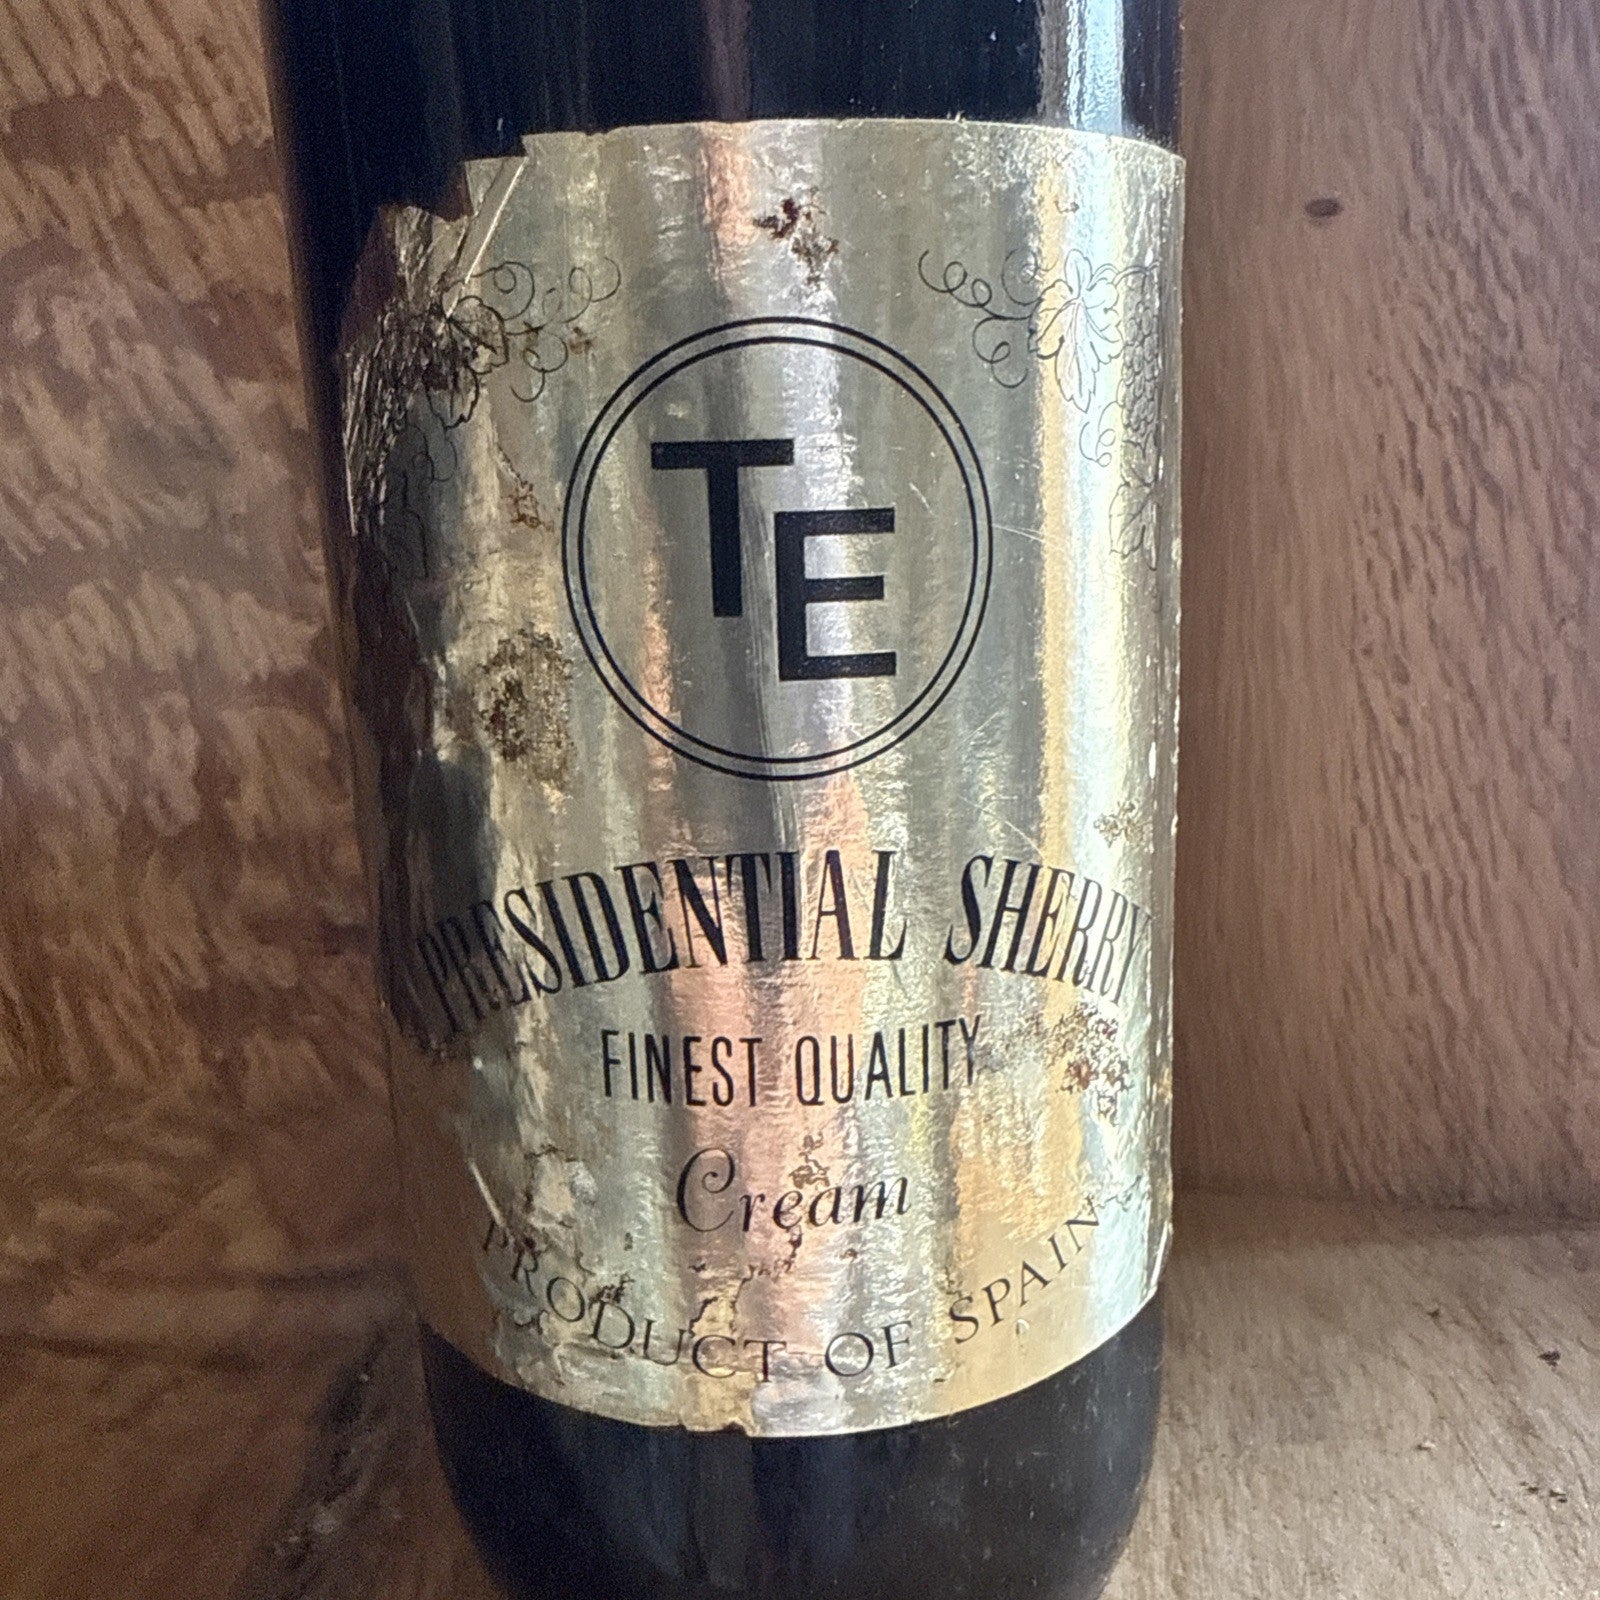 TE
PRESIDENTIAL SHERRY
FINEST QUALITY
Cream
PRODUCT OF SPAIN